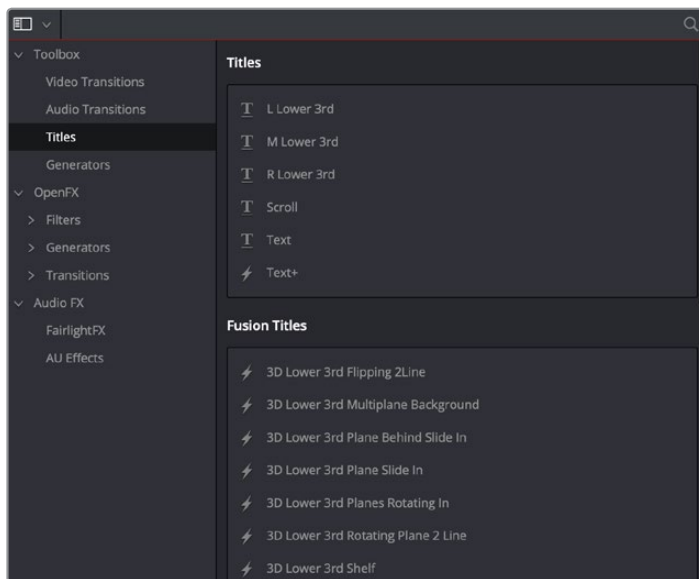 Toolbox
Video Transitions
Audio Transitions
Titles
Generators
OpenFX
Filters
Generators
Transitions
Audio FX
FairlightFX
AU Effects
Titles
L Lower 3rd
M Lower 3rd
R Lower 3rd
Scroll
Text
Text+
Fusion Titles
3D Lower 3rd Flipping 2Line
3D Lower 3rd Multiplane Background
3D Lower 3rd Plane Behind Slide In
3D Lower 3rd Plane Slide In
3D Lower 3rd Planes Rotating In
3D Lower 3rd Rotating Plane 2 Line
3D Lower 3rd Shelf